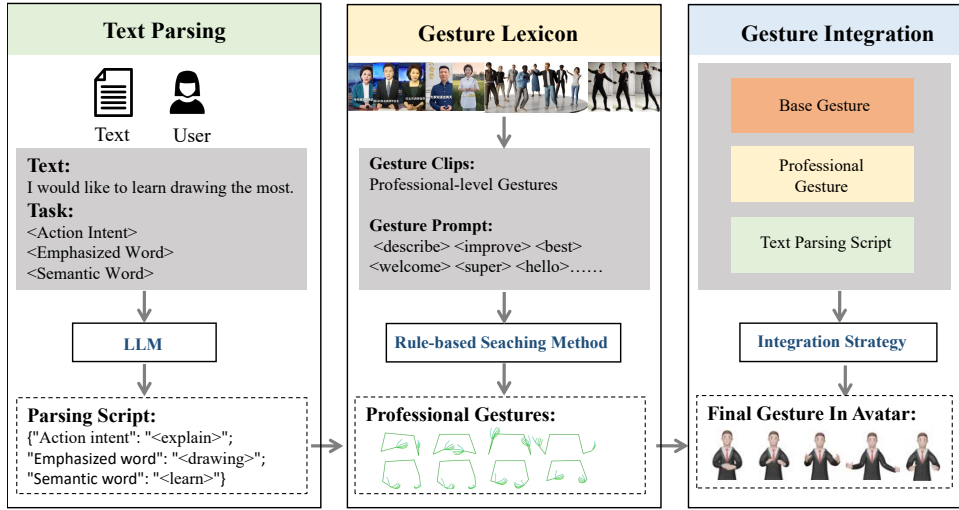 Text Parsing
Text
User
Text:
I would like to learn drawing the most.
Task:
<Action Intent>
<Emphasized Word>
<Semantic Word>
LLM
Parsing Script:
{"Action intent": "<explain>";
"Emphasized word": "<drawing>";
"Semantic word": "<learn>"}
Gesture Lexicon
Gesture Clips:
Professional-level Gestures
Gesture Prompt:
<describe> <improve> <best>
<welcome> <super> <hello>……
Rule-based Seaching Method
Professional Gestures:
Gesture Integration
Base Gesture
Professional
Gesture
Text Parsing Script
Integration Strategy
Final Gesture In Avatar: